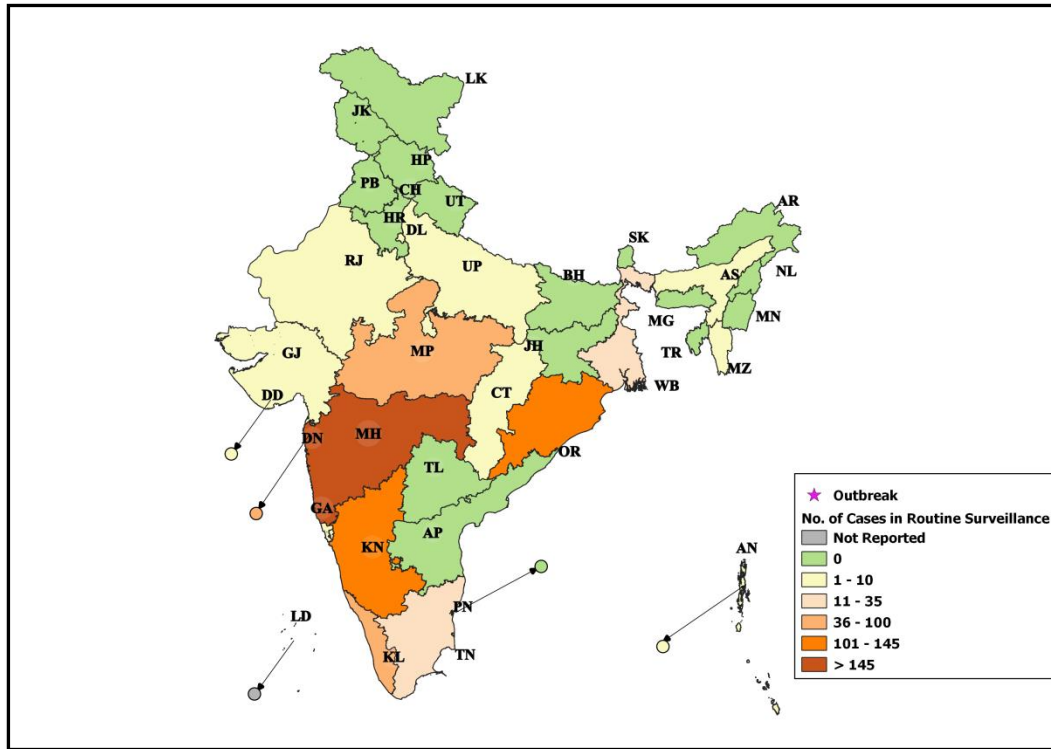 LK
JK
HP
PB
CH
UT
HR
DL
AR
SK
RJ
UP
BH
AS
NL
MG
MN
GJ
MP
JH
TR
MZ
DD
CT
WB
DN
MH
OR
TL
GA
AP
KN
AN
PN
LD
KL
TN
Outbreak
No. of Cases in Routine Surveillance
Not Reported
0
1 - 10
11 - 35
36 - 100
101 - 145
> 145